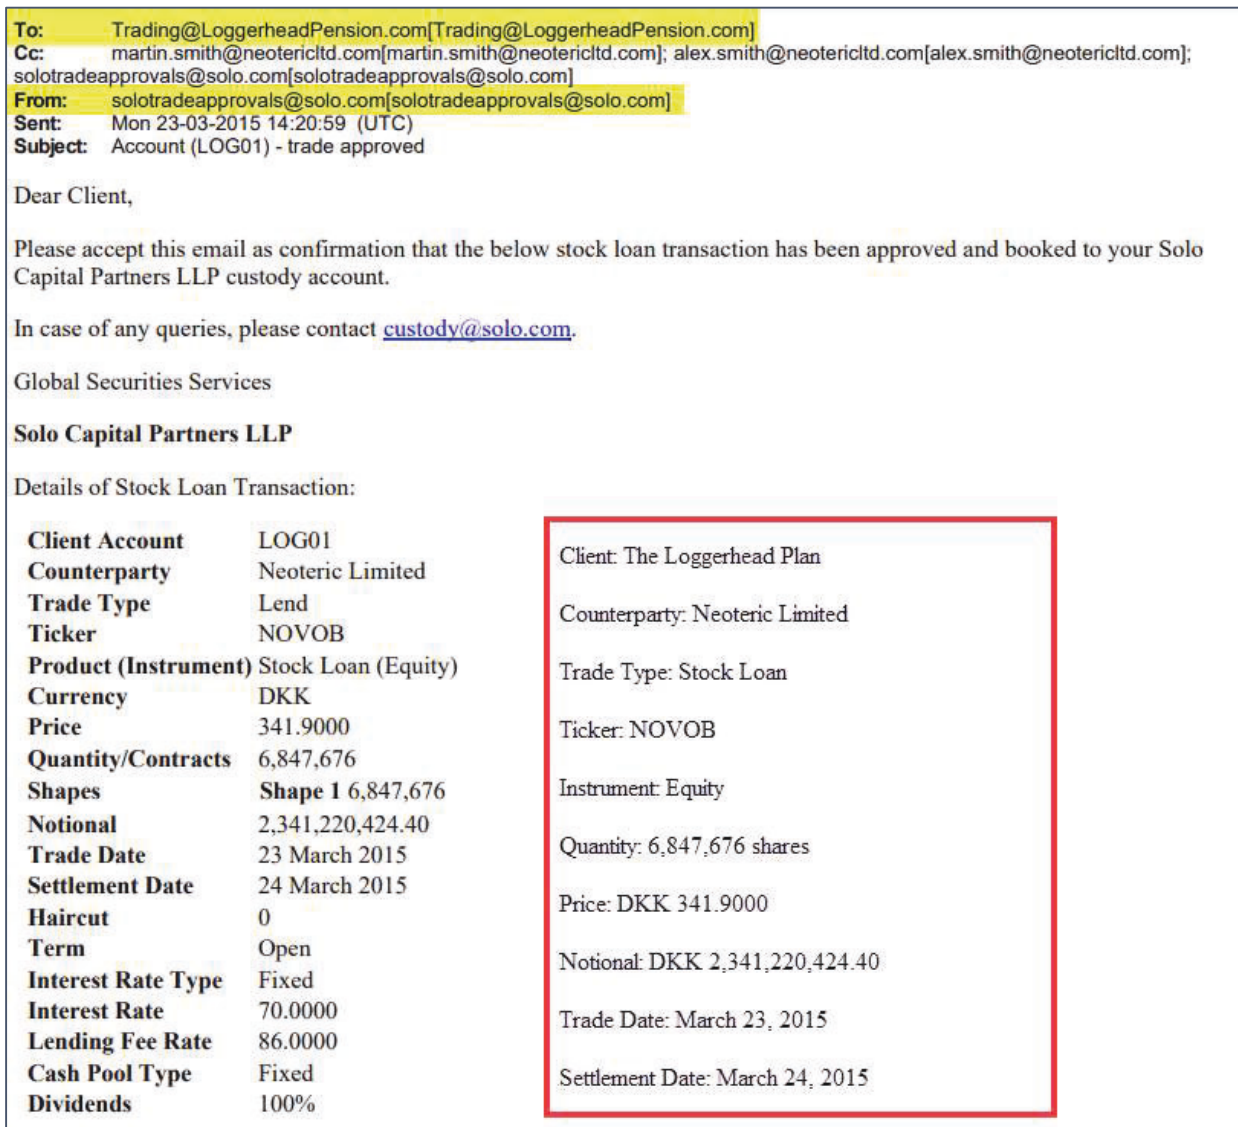 To: Trading@LoggerheadPension.com[Trading@LoggerheadPension.com]
Cc: martin.smith@neotericltd.com[martin.smith@neotericltd.com]; alex.smith@neotericltd.com[alex.smith@neotericltd.com];
solotradeapprovals@solo.com[solotradeapprovals@solo.com]
From: solotradeapprovals@solo.com[solotradeapprovals@solo.com]
Sent: Mon 23-03-2015 14:20:59 (UTC)
Subject: Account (LOG01) - trade approved
Dear Client,
Please accept this email as confirmation that the below stock loan transaction has been approved and booked to your Solo
Capital Partners LLP custody account.
In case of any queries, please contact custody@solo.com.
Global Securities Services
Solo Capital Partners LLP
Details of Stock Loan Transaction:
Client Account LOG01
Counterparty Neoteric Limited
Trade Type Lend
Ticker NOVOB
Product (Instrument) Stock Loan (Equity)
Currency DKK
Price 341.9000
Quantity/Contracts 6,847,676
Shapes Shape 1 6,847,676
Notional 2,341,220,424.40
Trade Date 23 March 2015
Settlement Date 24 March 2015
Haircut 0
Term Open
Interest Rate Type Fixed
Interest Rate 70.0000
Lending Fee Rate 86.0000
Cash Pool Type Fixed
Dividends 100%
Client: The Loggerhead Plan
Counterparty: Neoteric Limited
Trade Type: Stock Loan
Ticker: NOVOB
Instrument: Equity
Quantity: 6,847,676 shares
Price: DKK 341.9000
Notional: DKK 2,341,220,424.40
Trade Date: March 23, 2015
Settlement Date: March 24, 2015